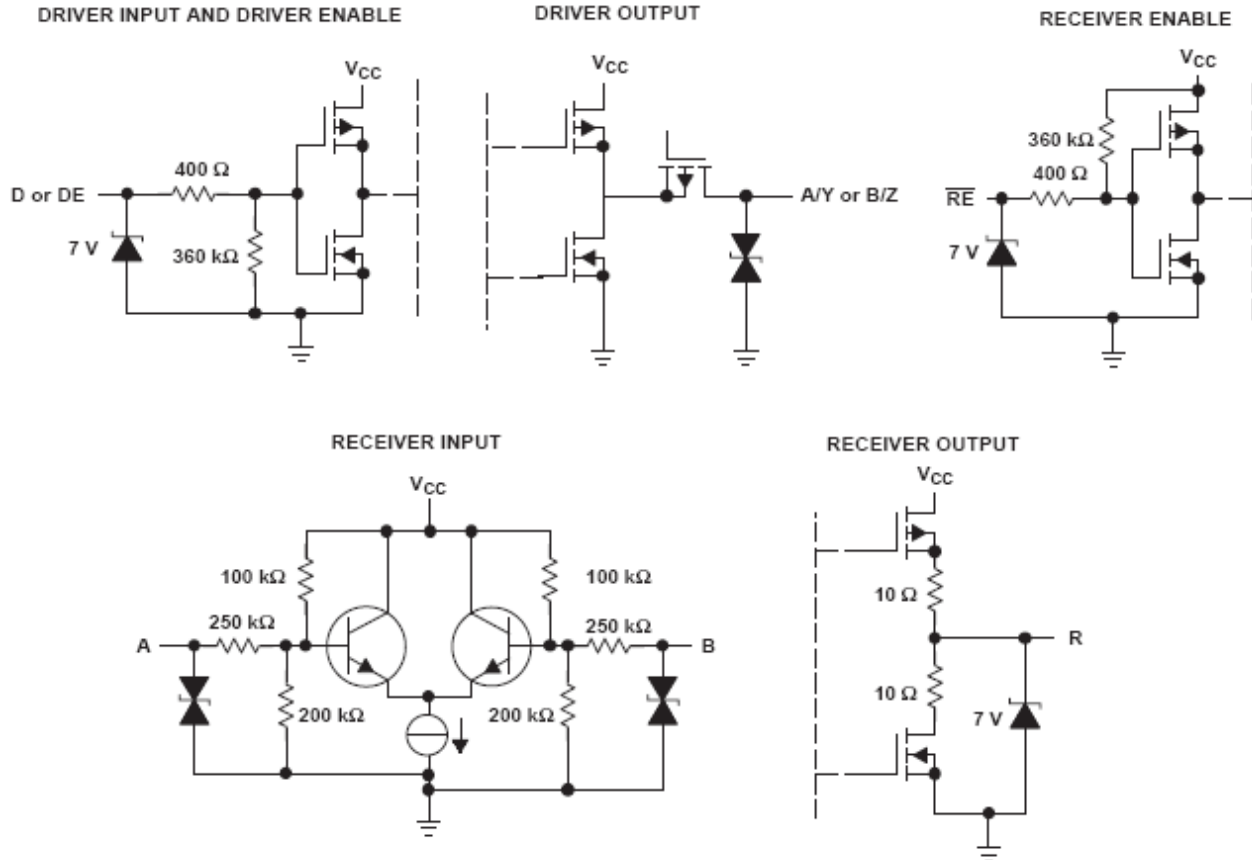 DRIVER INPUT AND DRIVER ENABLE
VCC
400 Ω
D or DE
7 V
360 kΩ
DRIVER OUTPUT
VCC
A/Y or B/Z
RECEIVER ENABLE
VCC
360 kΩ
400 Ω
R̅E̅
7 V
RECEIVER INPUT
VCC
100 kΩ
100 kΩ
250 kΩ
250 kΩ
A
B
200 kΩ
200 kΩ
RECEIVER OUTPUT
VCC
10 Ω
R
10 Ω
7 V